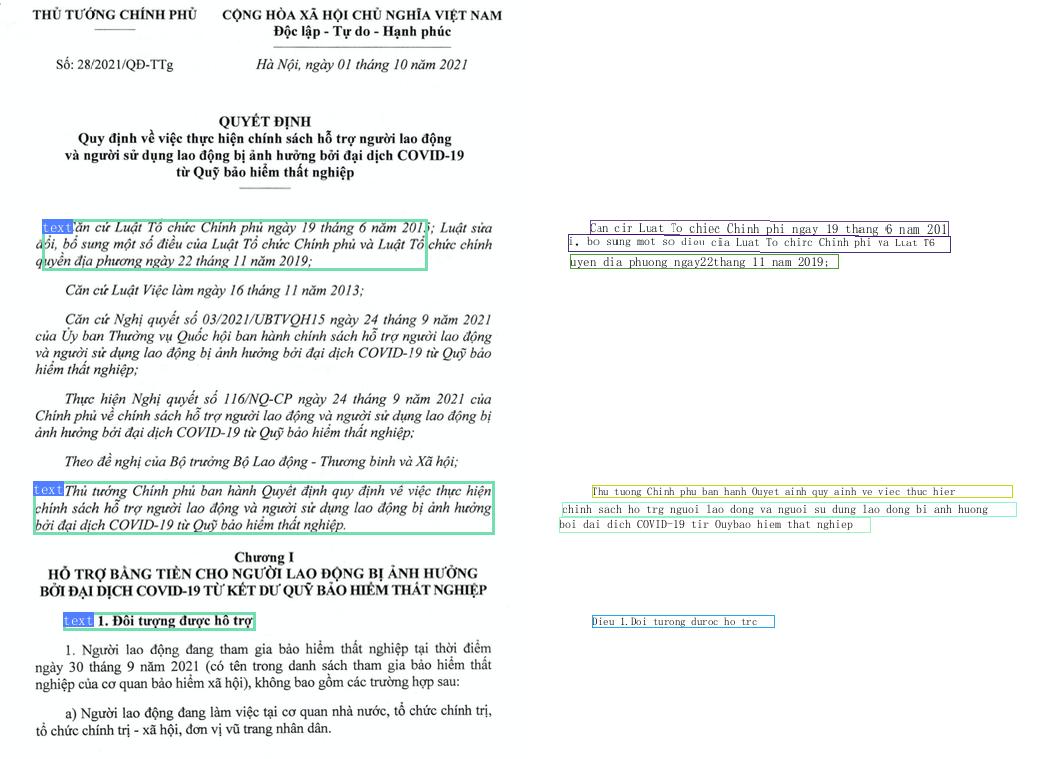 THỦ TƯỚNG CHÍNH PHỦ
CỘNG HÒA XÃ HỘI CHỦ NGHĨA VIỆT NAM
Độc lập - Tự do - Hạnh phúc
Số: 28/2021/QĐ-TTg
Hà Nội, ngày 01 tháng 10 năm 2021
QUYẾT ĐỊNH
Quy định về việc thực hiện chính sách hỗ trợ người lao động
và người sử dụng lao động bị ảnh hưởng bởi đại dịch COVID-19
từ Quỹ bảo hiểm thất nghiệp
text
Căn cứ Luật Tổ chức Chính phủ ngày 19 tháng 6 năm 2015; Luật sửa
đổi, bổ sung một số điều của Luật Tổ chức Chính phủ và Luật Tổ chức chính
quyền địa phương ngày 22 tháng 11 năm 2019;
Căn cứ Luật Việc làm ngày 16 tháng 11 năm 2013;
Căn cứ Nghị quyết số 03/2021/UBTVQH15 ngày 24 tháng 9 năm 2021
của Ủy ban Thường vụ Quốc hội ban hành chính sách hỗ trợ người lao động
và người sử dụng lao động bị ảnh hưởng bởi đại dịch COVID-19 từ Quỹ bảo
hiểm thất nghiệp;
Thực hiện Nghị quyết số 116/NQ-CP ngày 24 tháng 9 năm 2021 của
Chính phủ về chính sách hỗ trợ người lao động và người sử dụng lao động bị
ảnh hưởng bởi đại dịch COVID-19 từ Quỹ bảo hiểm thất nghiệp;
Theo đề nghị của Bộ trưởng Bộ Lao động - Thương binh và Xã hội;
text
Thủ tướng Chính phủ ban hành Quyết định quy định về việc thực hiện
chính sách hỗ trợ người lao động và người sử dụng lao động bị ảnh hưởng
bởi đại dịch COVID-19 từ Quỹ bảo hiểm thất nghiệp.
Chương I
HỖ TRỢ BẰNG TIỀN CHO NGƯỜI LAO ĐỘNG BỊ ẢNH HƯỞNG
BỞI ĐẠI DỊCH COVID-19 TỪ KẾT DƯ QUỸ BẢO HIỂM THẤT NGHIỆP
text 1. Đối tượng được hỗ trợ
1. Người lao động đang tham gia bảo hiểm thất nghiệp tại thời điểm
ngày 30 tháng 9 năm 2021 (có tên trong danh sách tham gia bảo hiểm thất
nghiệp của cơ quan bảo hiểm xã hội), không bao gồm các trường hợp sau:
a) Người lao động đang làm việc tại cơ quan nhà nước, tổ chức chính trị,
tổ chức chính trị - xã hội, đơn vị vũ trang nhân dân.
Can cir Luat To chiec Chinh phi ngay 19 thang 6 nam 201
i. bo sung mot so dieu cia Luat To chirc Chinh phi va Luat T6
uyen dia phuong ngay22thang 11 nam 2019;
Thu tuong Chinh phu ban hanh Ouyet ainh quy ainh ve viec thuc hier
chinh sach ho trg nguoi lao dong va nguoi su dung lao dong bi anh huong
boi dai dich COVID-19 tir Ouybao hiem that nghiep
Dieu 1.Doi turong duroc ho trc